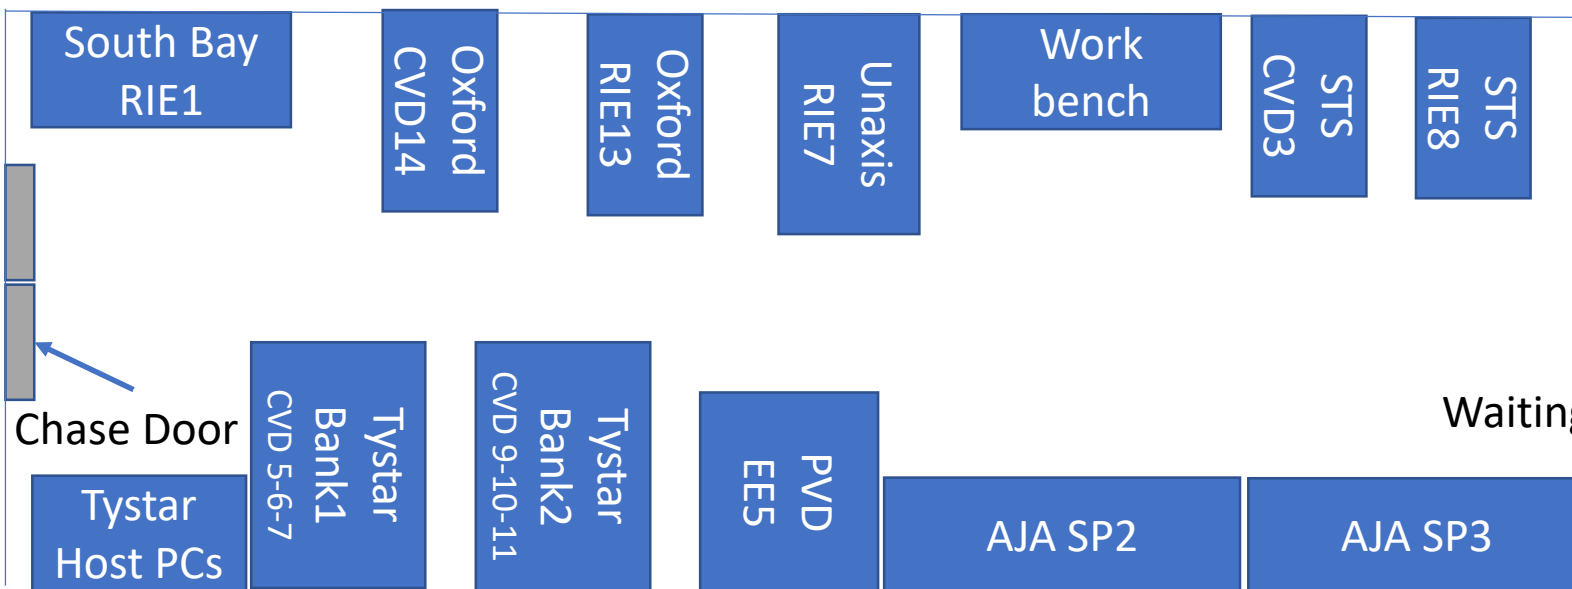 South Bay
RIE1
Oxford
CVD14
Oxford
RIE13
Unaxis
RIE7
Work
bench
STS
CVD3
STS
RIE8
Chase Door
Waiting
Tystar
Host PCs
Tystar
Bank1
CVD 5-6-7
Tystar
Bank2
CVD 9-10-11
PVD
EE5
AJA SP2
AJA SP3